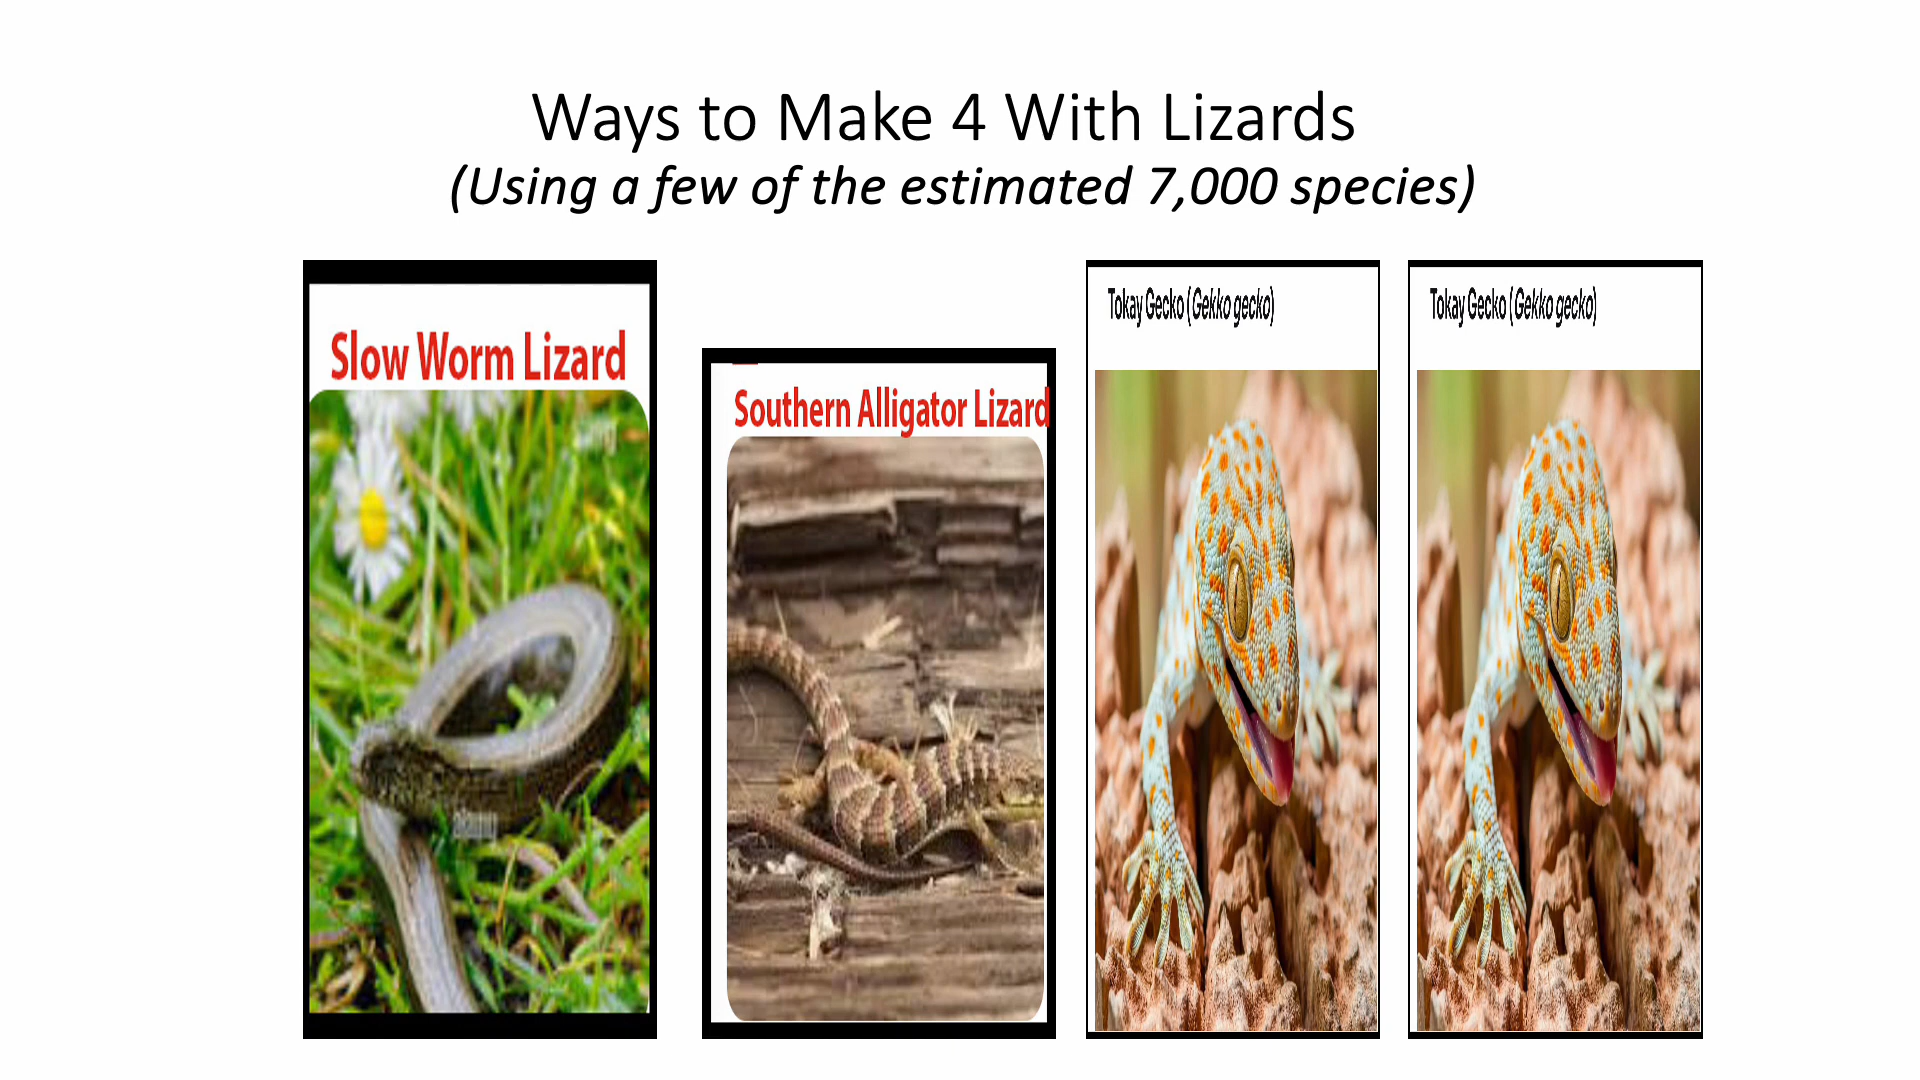 Ways to Make 4 With Lizards
(Using a few of the estimated 7,000 species)
Slow Worm Lizard
Southern Alligator Lizard
Tokay Gecko (Gekko gecko)
Tokay Gecko (Gekko gecko)